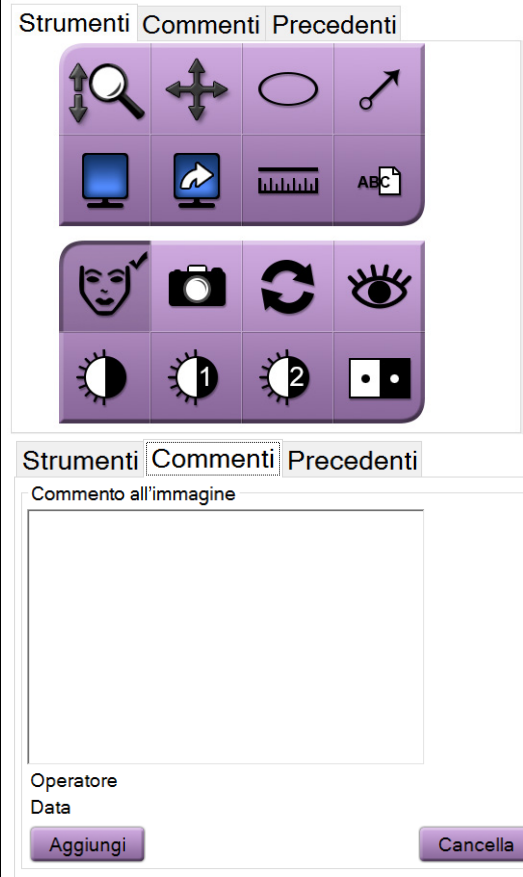 Strumenti Commenti Precedenti
ABC
1 2
Strumenti Commenti Precedenti
Commento all'immagine
Operatore
Data
Aggiungi Cancella